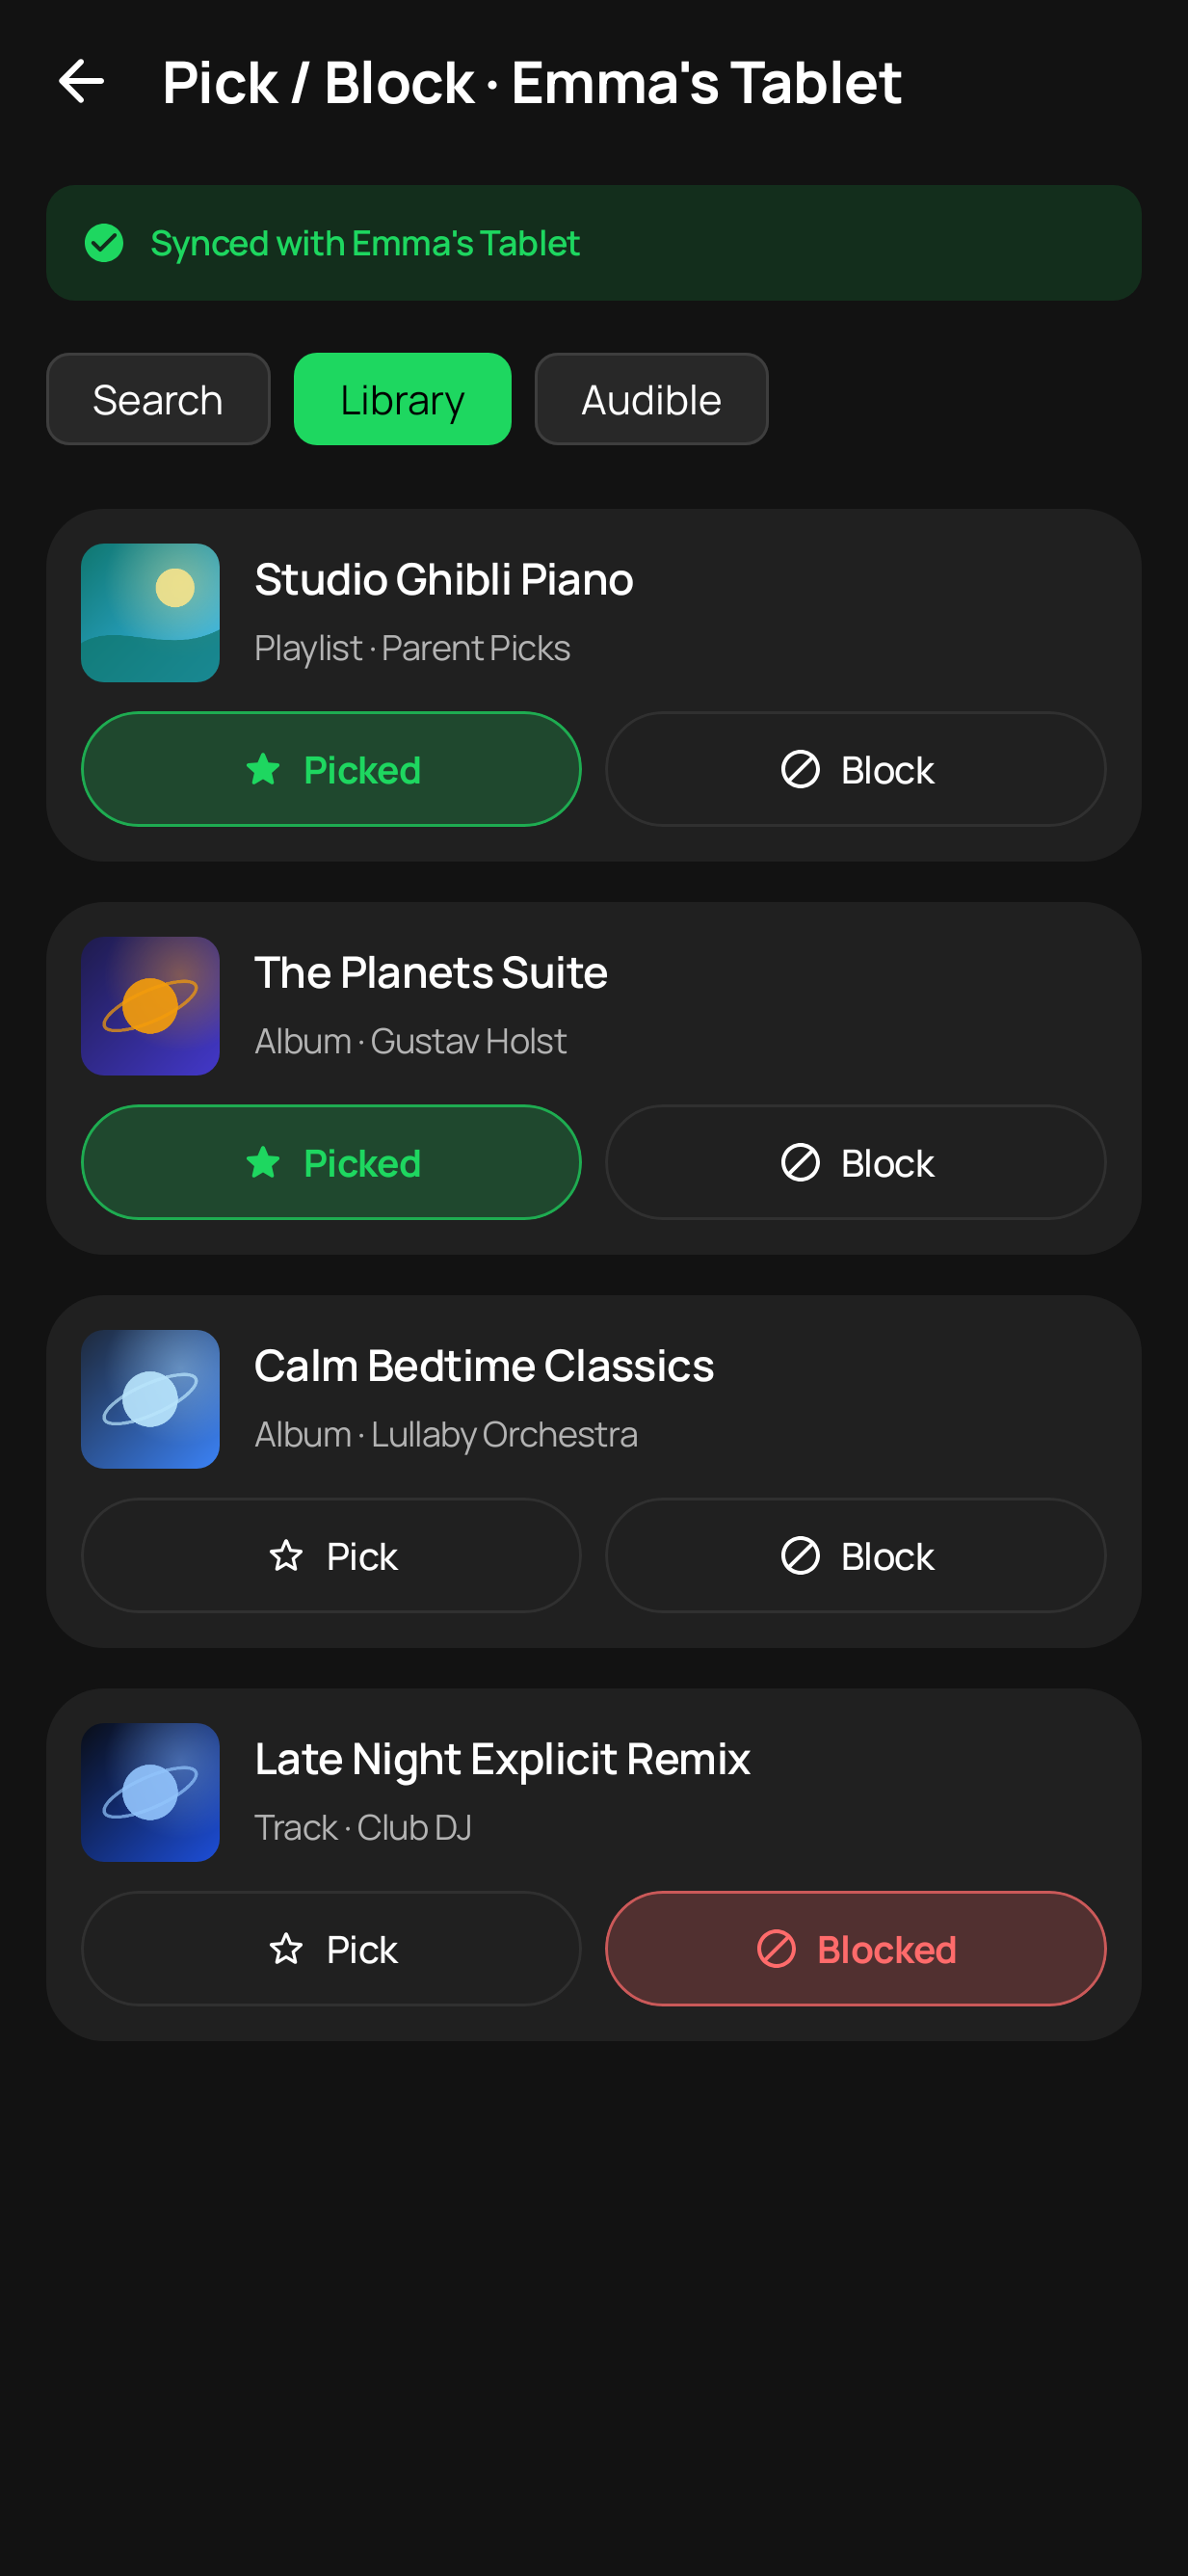 Pick / Block · Emma's Tablet
Synced with Emma's Tablet
Search Library Audible
Studio Ghibli Piano
Playlist · Parent Picks
Picked Block
The Planets Suite
Album · Gustav Holst
Picked Block
Calm Bedtime Classics
Album · Lullaby Orchestra
Pick Block
Late Night Explicit Remix
Track · Club DJ
Pick Blocked